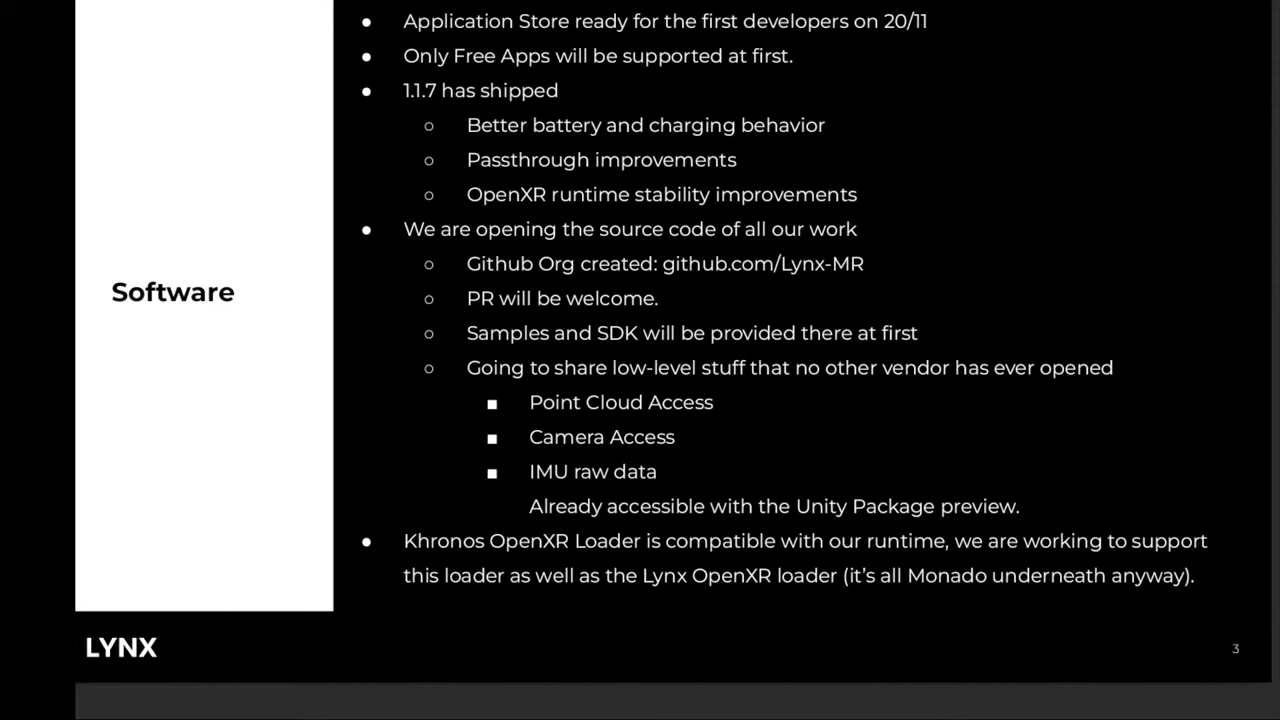 Software
● Application Store ready for the first developers on 20/11
● Only Free Apps will be supported at first.
● 1.1.7 has shipped
○ Better battery and charging behavior
○ Passthrough improvements
○ OpenXR runtime stability improvements
● We are opening the source code of all our work
○ Github Org created: github.com/Lynx-MR
○ PR will be welcome.
○ Samples and SDK will be provided there at first
○ Going to share low-level stuff that no other vendor has ever opened
■ Point Cloud Access
■ Camera Access
■ IMU raw data
Already accessible with the Unity Package preview.
● Khronos OpenXR Loader is compatible with our runtime, we are working to support
this loader as well as the Lynx OpenXR loader (it's all Monado underneath anyway).
LYNX
3